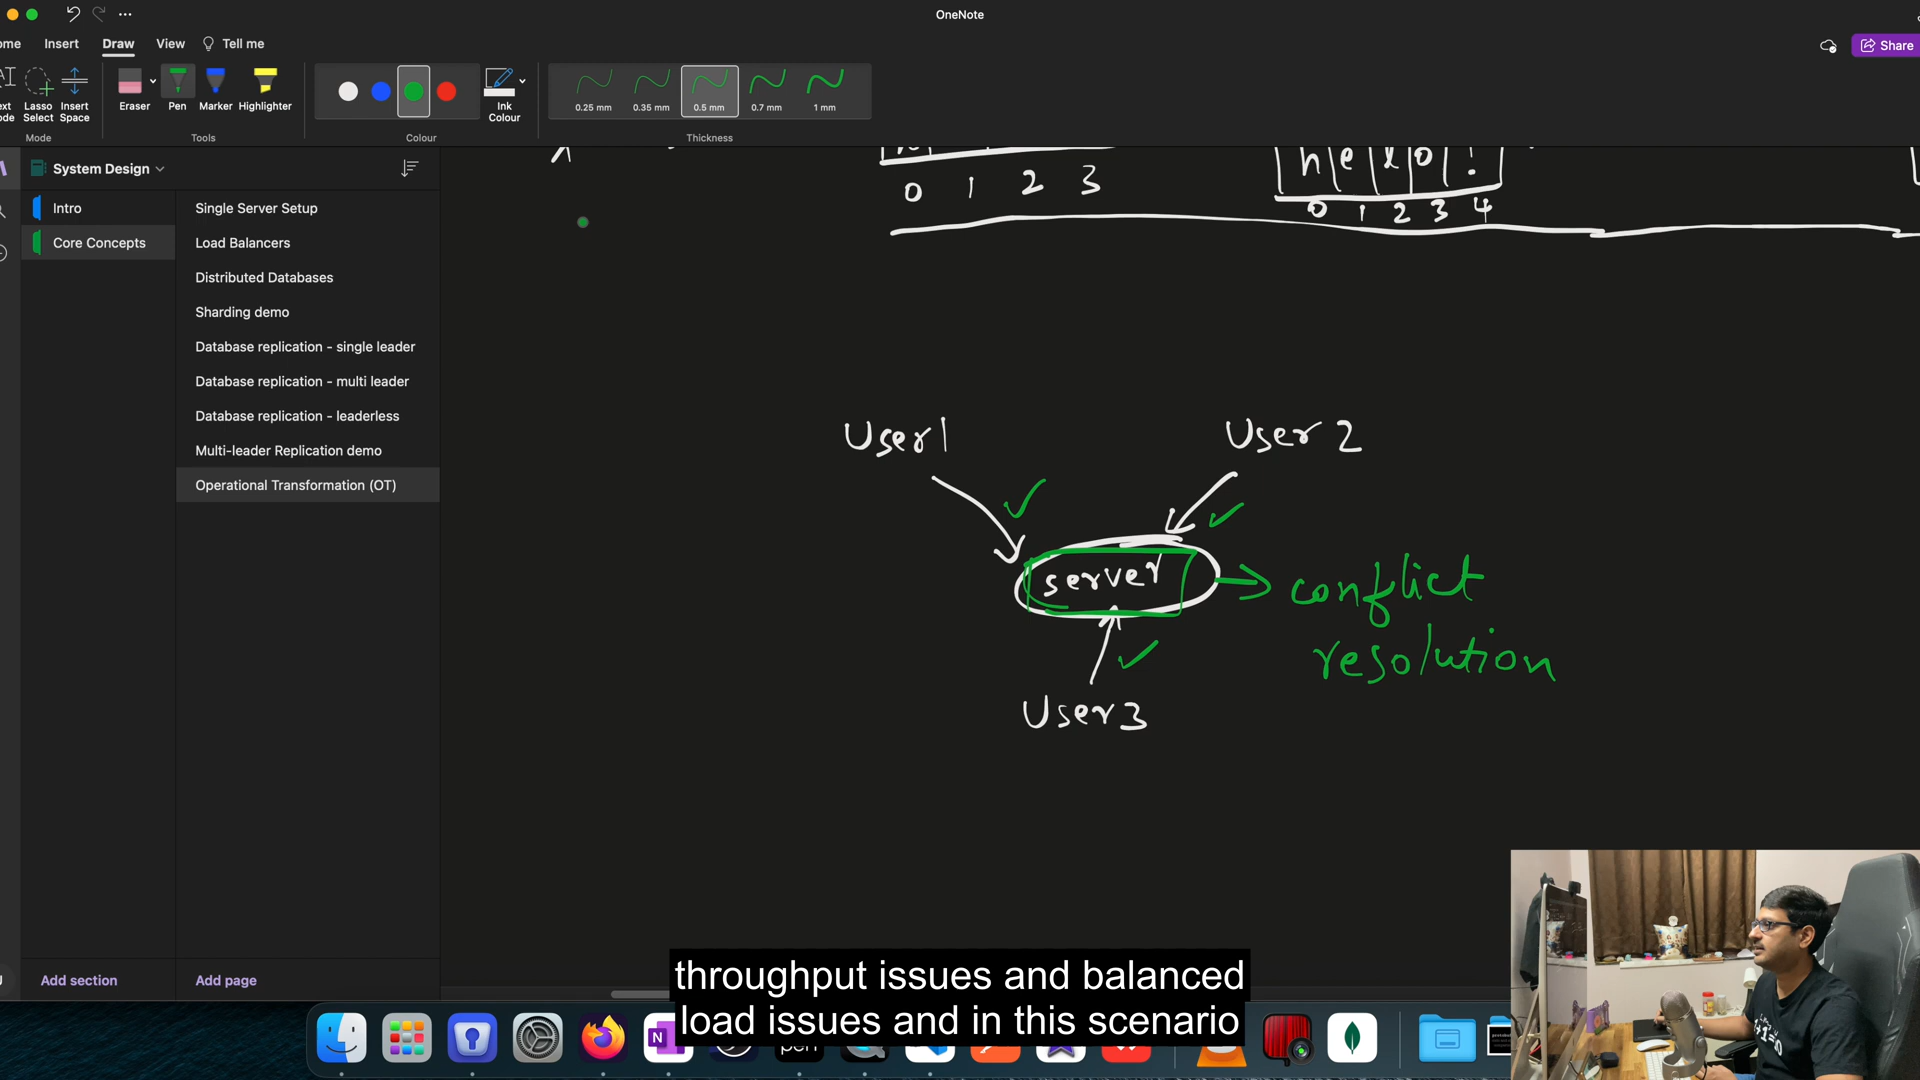 OneNote
Insert
Draw
View
Tell me
Share
Eraser
Pen
Marker
Highlighter
Lasso
Select
Insert
Space
Ink
Colour
0.25 mm
0.35 mm
0.5 mm
0.7 mm
1 mm
Mode
Tools
Colour
Thickness
System Design
Intro
Core Concepts
Single Server Setup
Load Balancers
Distributed Databases
Sharding demo
Database replication - single leader
Database replication - multi leader
Database replication - leaderless
Multi-leader Replication demo
Operational Transformation (OT)
0 1 2 3
h e l o !
0 1 2 3 4
User 1
User 2
server
conflict
resolution
User 3
Add section
Add page
throughput issues and balanced
load issues and in this scenario